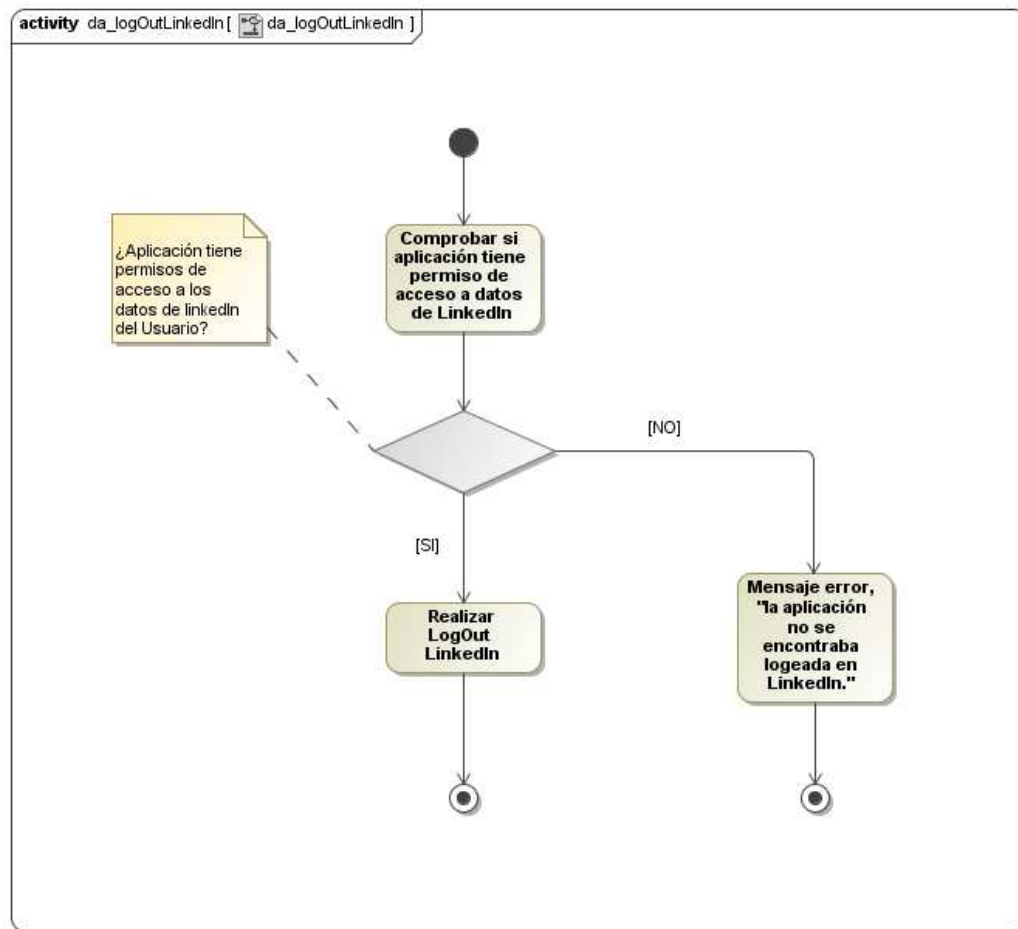 activity da_logOutLinkedIn [ da_logOutLinkedIn ]
¿Aplicación tiene
permisos de
acceso a los
datos de linkedIn
del Usuario?
Comprobar si
aplicación tiene
permiso de
acceso a datos
de LinkedIn
[NO]
[SI]
Realizar
LogOut
LinkedIn
Mensaje error,
"la aplicación
no se
encontraba
logeada en
LinkedIn."